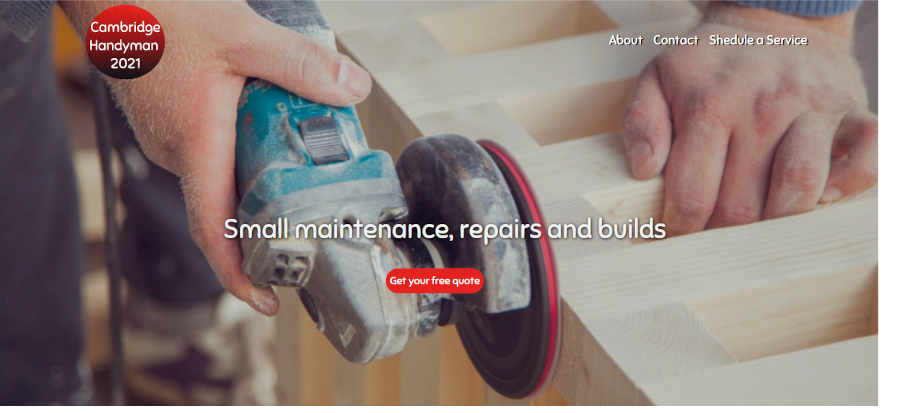 Cambridge
Handyman
2021
About Contact Shedule a Service
Small maintenance, repairs and builds
Get your free quote